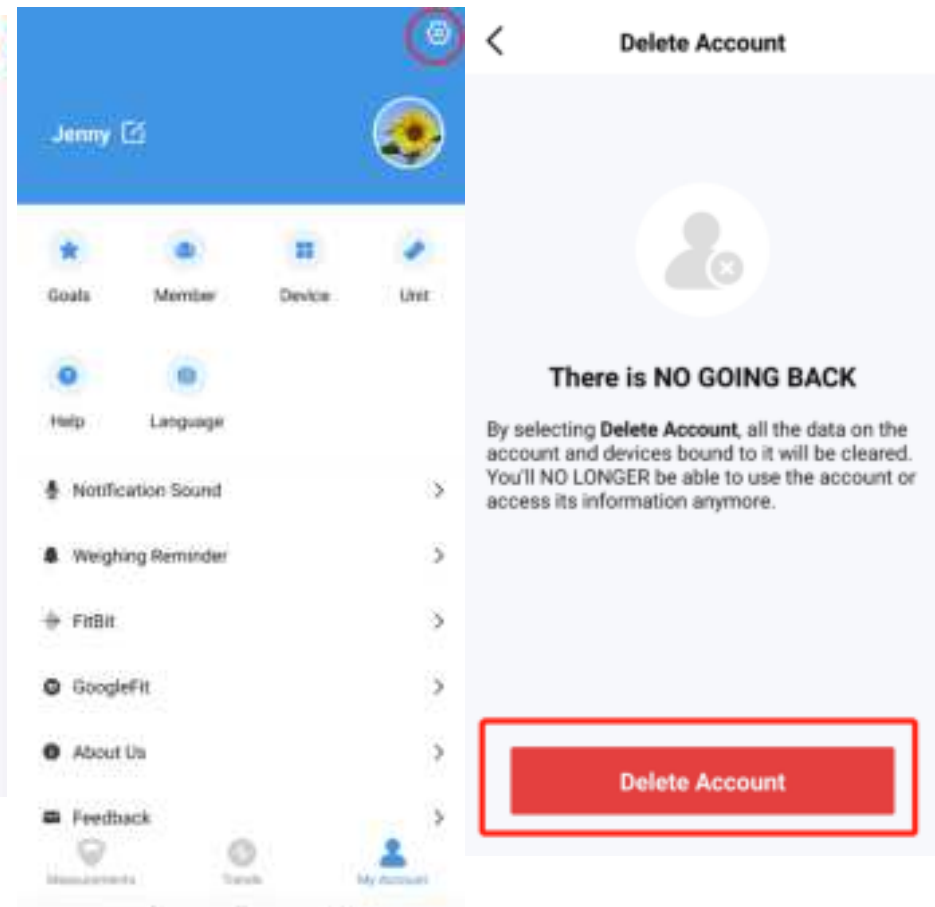 Jenny
Goals Member Device Unit
Help Language
Notification Sound
Weighing Reminder
FitBit
GoogleFit
About Us
Feedback
Measurements Trends My Account
Delete Account
There is NO GOING BACK
By selecting Delete Account, all the data on the
account and devices bound to it will be cleared.
You'll NO LONGER be able to use the account or
access its information anymore.
Delete Account